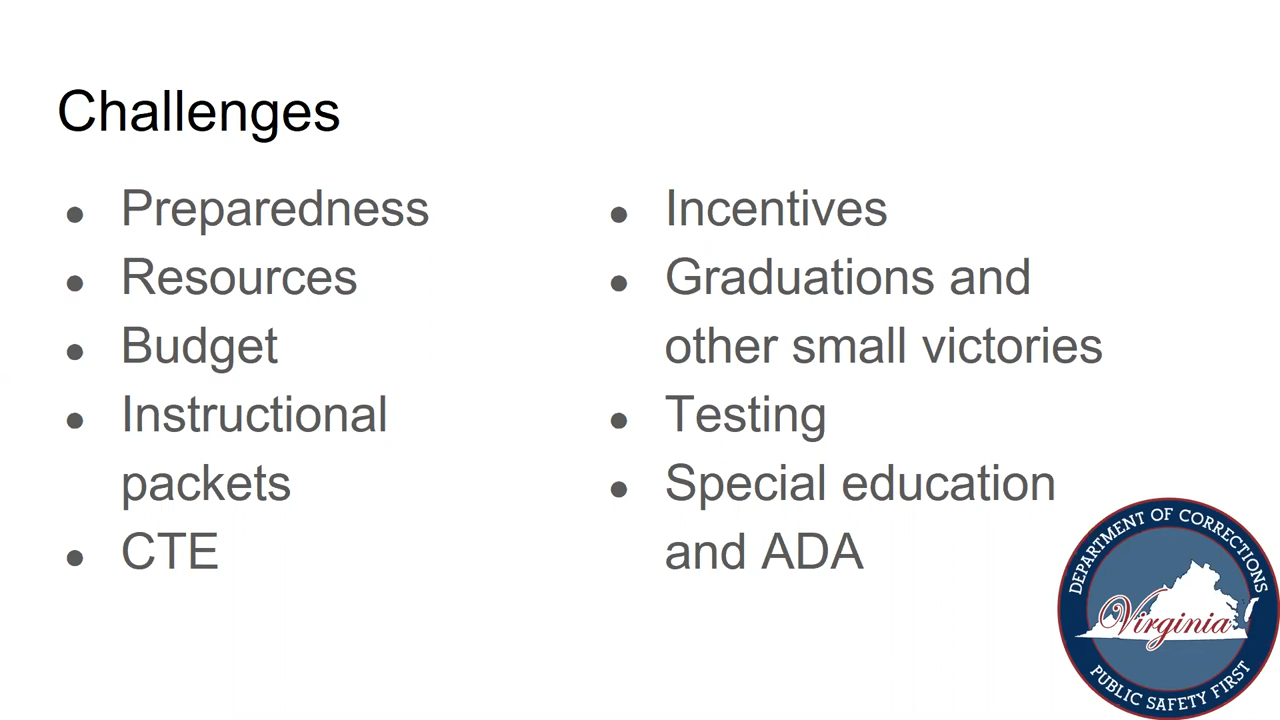 Challenges
● Preparedness
● Resources
● Budget
● Instructional
packets
● CTE
● Incentives
● Graduations and
other small victories
● Testing
● Special education
and ADA
DEPARTMENT OF CORRECTIONS
Virginia
PUBLIC SAFETY FIRST